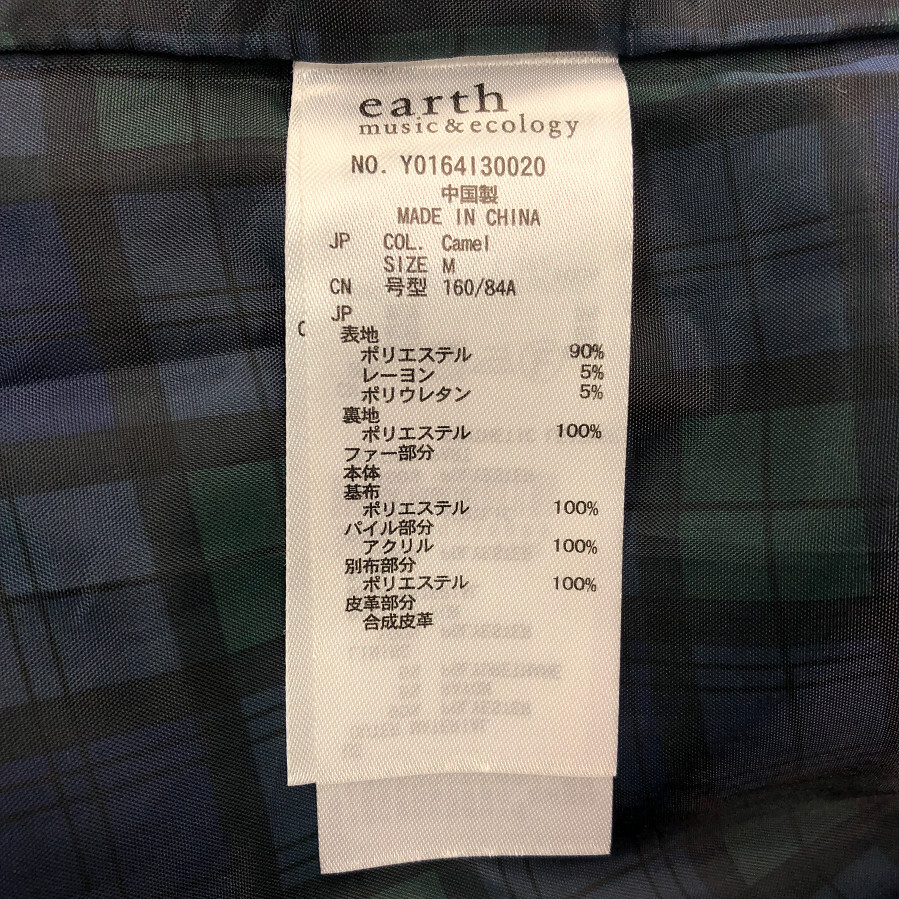 earth
music & ecology
NO. Y0164I30020
中国製
MADE IN CHINA
JP COL. Camel
SIZE M
CN 号型 160/84A
JP
表地
ポリエステル 90%
レーヨン 5%
ポリウレタン 5%
裏地
ポリエステル 100%
ファー部分
本体
基布
ポリエステル 100%
パイル部分
アクリル 100%
別布部分
ポリエステル 100%
皮革部分
合成皮革